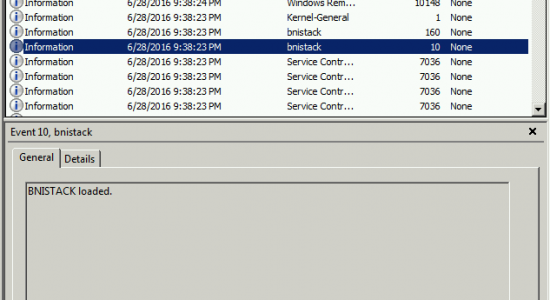 Information 6/28/2016 9:38:24 PM Windows Rem... 10148 None
Information 6/28/2016 9:38:23 PM Kernel-General 1 None
Information 6/28/2016 9:38:23 PM bnistack 160 None
Information 6/28/2016 9:38:23 PM bnistack 10 None
Information 6/28/2016 9:38:23 PM Service Contr... 7036 None
Information 6/28/2016 9:38:23 PM Service Contr... 7036 None
Information 6/28/2016 9:38:23 PM Service Contr... 7036 None
Information 6/28/2016 9:38:23 PM Service Contr... 7036 None
Event 10, bnistack
General Details
BNISTACK loaded.